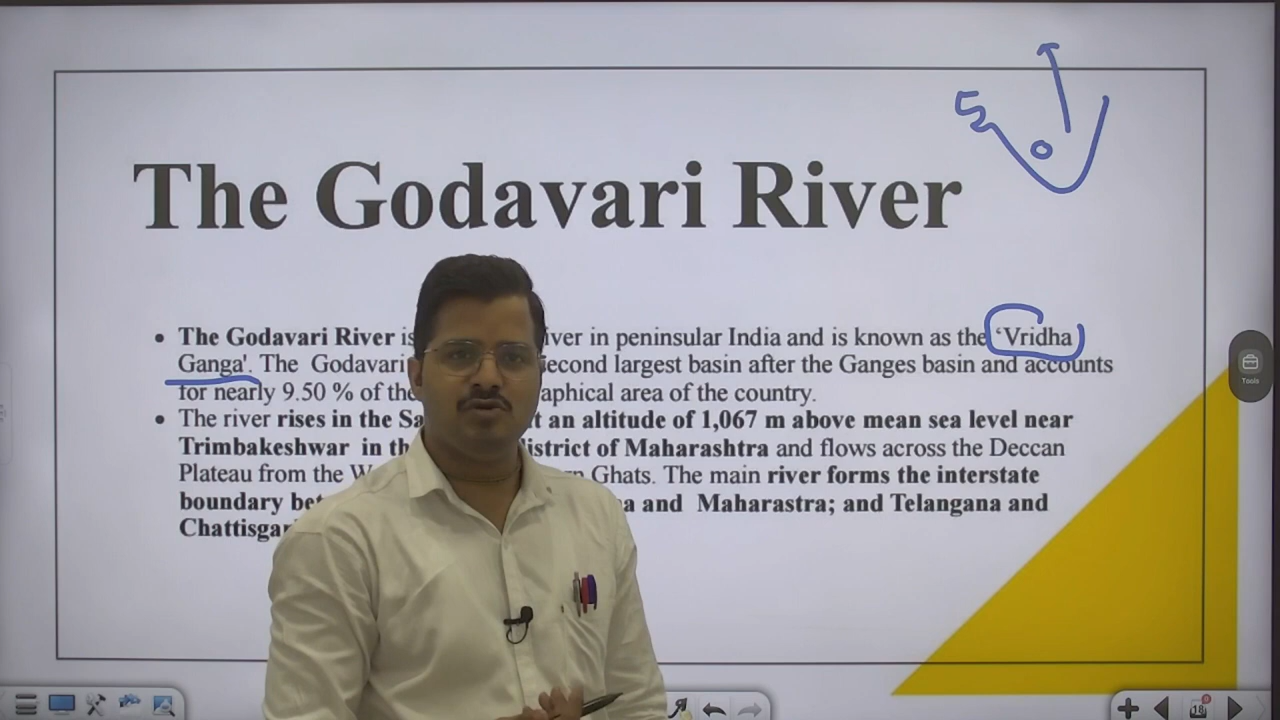 The Godavari River
• The Godavari River is iver in peninsular India and is known as the 'Vridha
Ganga'. The Godavari second largest basin after the Ganges basin and accounts
for nearly 9.50 % of the aphical area of the country.
• The river rises in the Sa t an altitude of 1,067 m above mean sea level near
Trimbakeshwar in th istrict of Maharashtra and flows across the Deccan
Plateau from the W n Ghats. The main river forms the interstate
boundary bet a and Maharastra; and Telangana and
Chattisgar
Tools
18